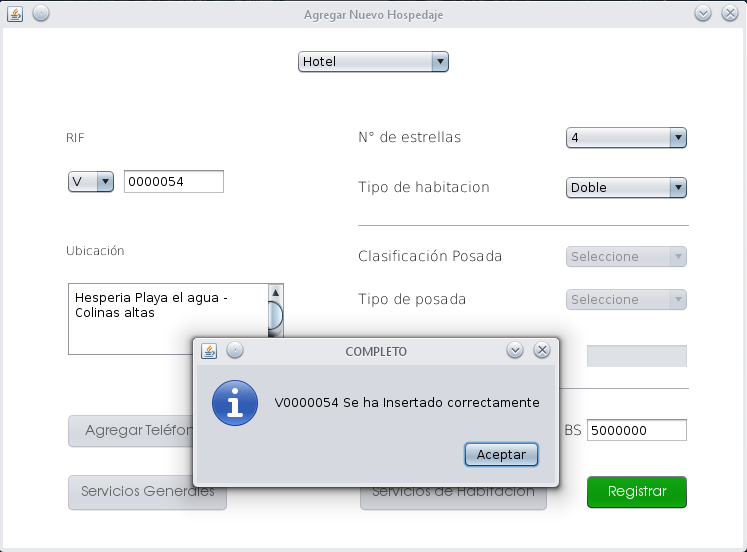 Agregar Nuevo Hospedaje
Hotel
RIF
N° de estrellas
4
V
0000054
Tipo de habitacion
Doble
Ubicación
Clasificación Posada
Seleccione
Hesperia Playa el agua -
Colinas altas
Tipo de posada
Seleccione
COMPLETO
V0000054 Se ha Insertado correctamente
Aceptar
Agregar Teléfon
BS
5000000
Servicios Generales
Servicios de Habitacion
Registrar